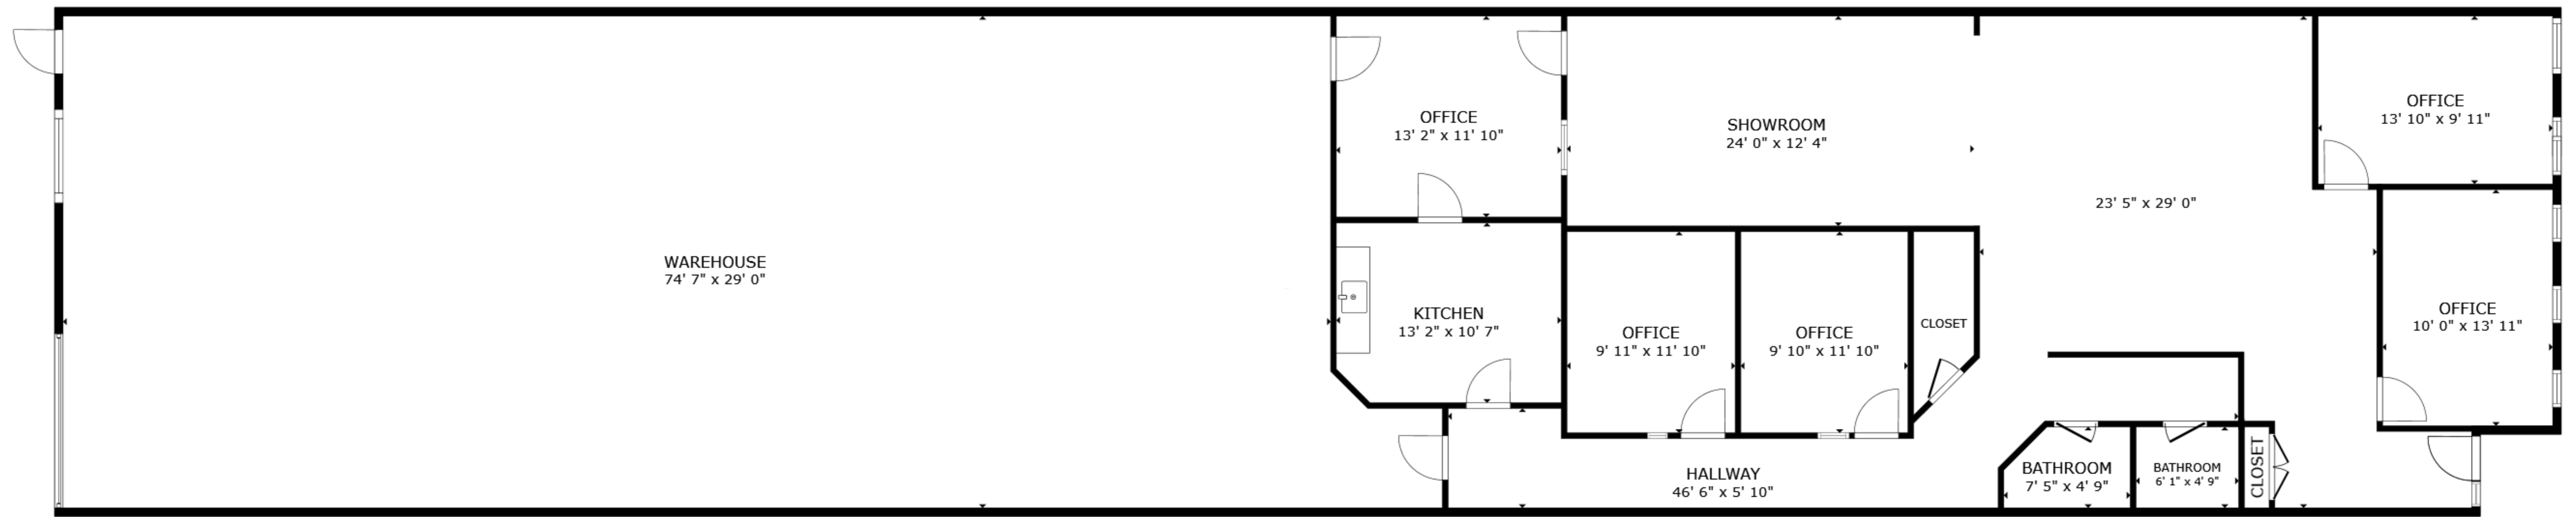 WAREHOUSE
74' 7" x 29' 0"
OFFICE
13' 2" x 11' 10"
KITCHEN
13' 2" x 10' 7"
SHOWROOM
24' 0" x 12' 4"
OFFICE
9' 11" x 11' 10"
OFFICE
9' 10" x 11' 10"
CLOSET
HALLWAY
46' 6" x 5' 10"
23' 5" x 29' 0"
BATHROOM
7' 5" x 4' 9"
BATHROOM
6' 1" x 4' 9"
CLOSET
OFFICE
13' 10" x 9' 11"
OFFICE
10' 0" x 13' 11"